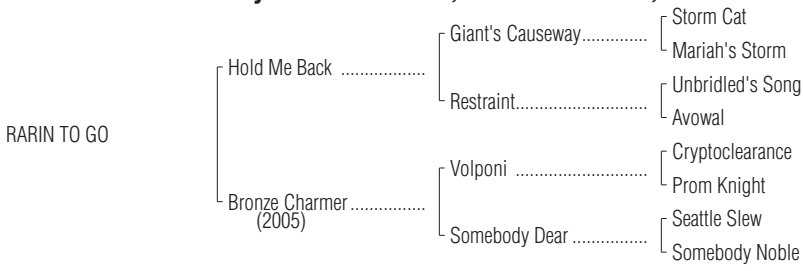 Storm Cat
Giant's Causeway..............
Mariah's Storm
Hold Me Back ..................
Unbridled's Song
Restraint............................
Avowal
RARIN TO GO
Cryptoclearance
Volponi ............................
Prom Knight
Bronze Charmer................
(2005)
Seattle Slew
Somebody Dear ................
Somebody Noble